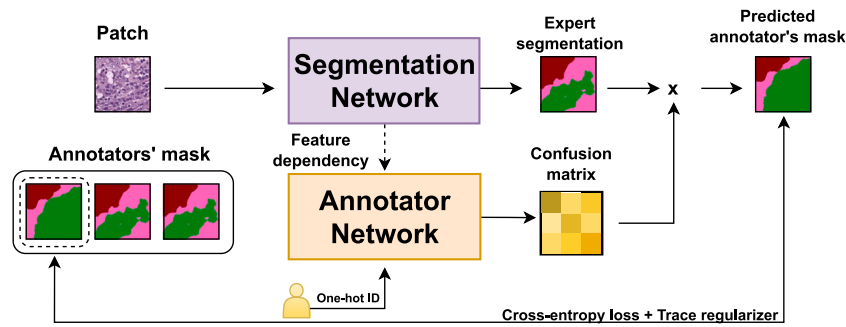 Patch
Segmentation
Network
Expert
segmentation
Predicted
annotator's mask
x
Feature
dependency
Annotators' mask
Annotator
Network
Confusion
matrix
One-hot ID
Cross-entropy loss + Trace regularizer